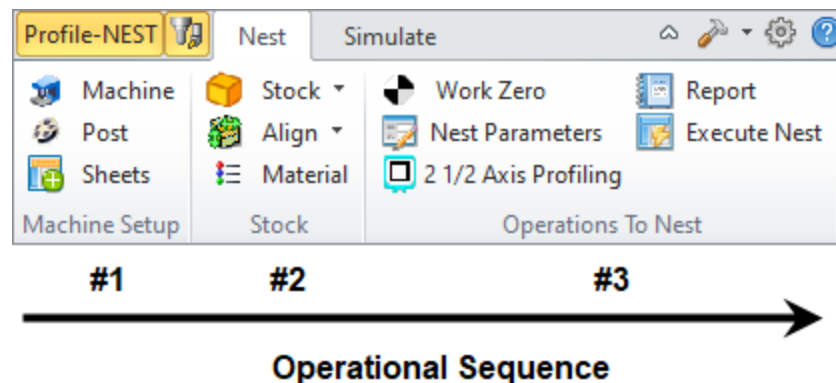 Profile-NEST Nest Simulate
Machine Stock Work Zero Report
Post Align Nest Parameters Execute Nest
Sheets Material 2 1/2 Axis Profiling
Machine Setup Stock Operations To Nest
#1 #2 #3
Operational Sequence